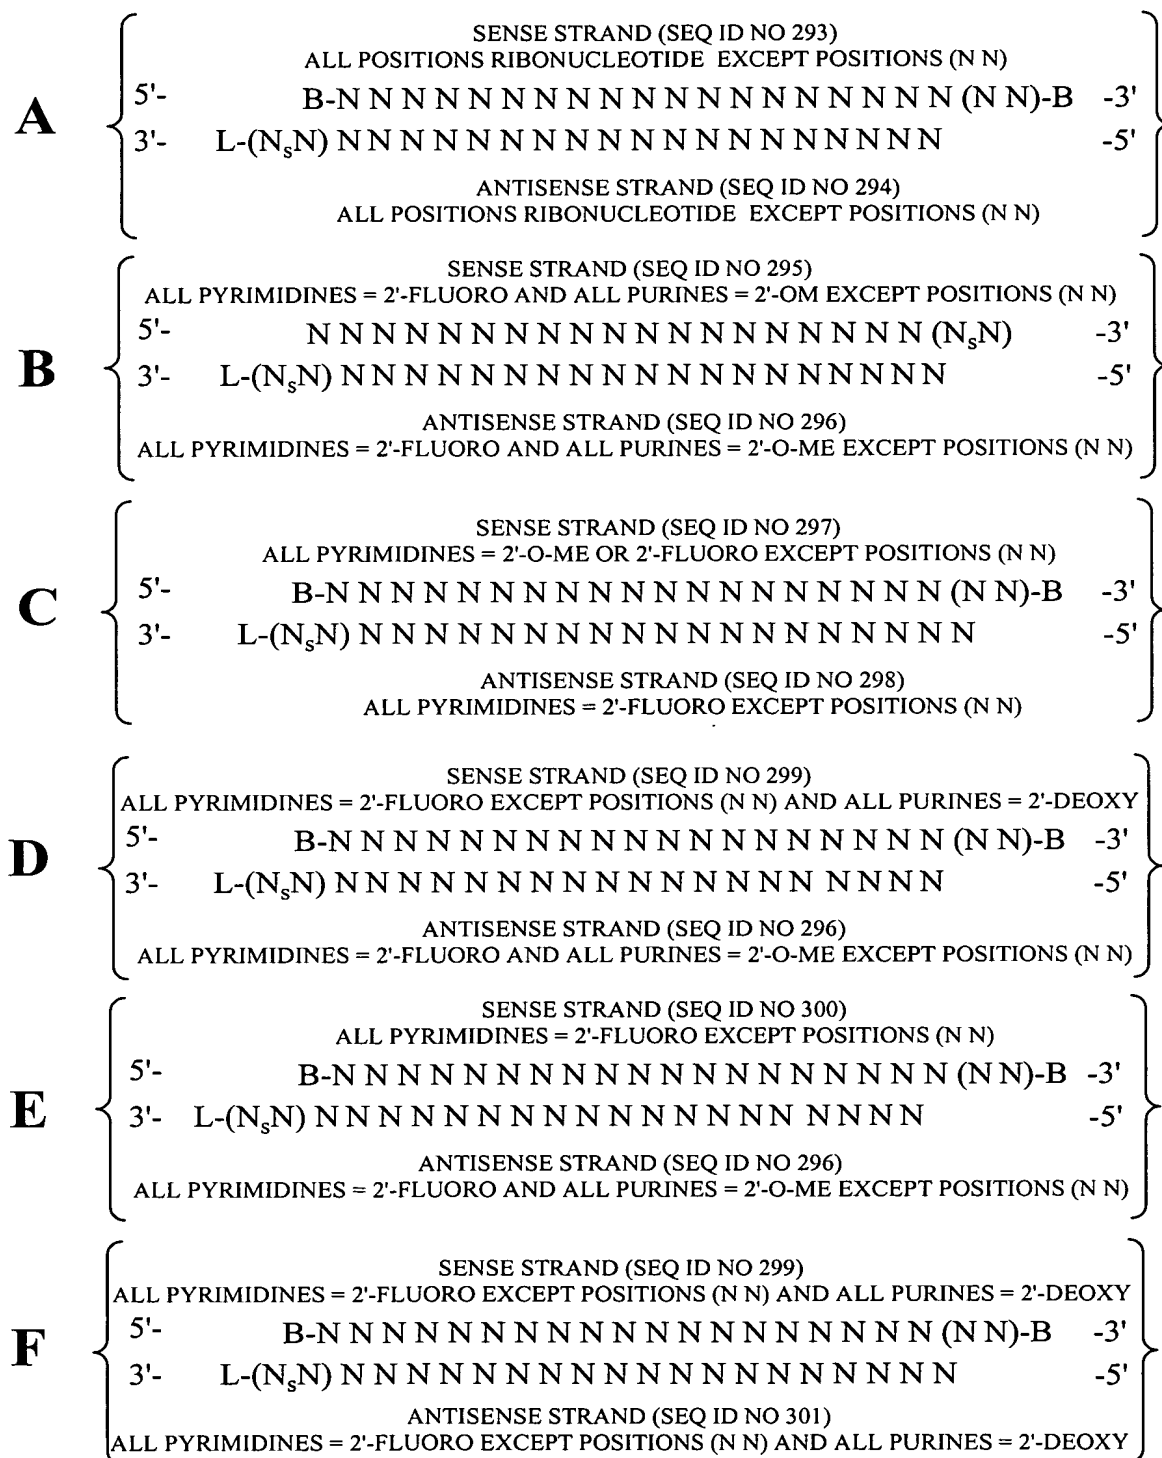 SENSE STRAND (SEQ ID NO 293)
ALL POSITIONS RIBONUCLEOTIDE EXCEPT POSITIONS (N N)
A
5'- B-N N N N N N N N N N N N N N N N N N N (N N)-B -3'
3'- L-(NsN) N N N N N N N N N N N N N N N N N N N -5'
ANTISENSE STRAND (SEQ ID NO 294)
ALL POSITIONS RIBONUCLEOTIDE EXCEPT POSITIONS (N N)
SENSE STRAND (SEQ ID NO 295)
ALL PYRIMIDINES = 2'-FLUORO AND ALL PURINES = 2'-OM EXCEPT POSITIONS (N N)
B
5'- N N N N N N N N N N N N N N N N N N N (NsN) -3'
3'- L-(NsN) N N N N N N N N N N N N N N N N N N N -5'
ANTISENSE STRAND (SEQ ID NO 296)
ALL PYRIMIDINES = 2'-FLUORO AND ALL PURINES = 2'-O-ME EXCEPT POSITIONS (N N)
SENSE STRAND (SEQ ID NO 297)
ALL PYRIMIDINES = 2'-O-ME OR 2'-FLUORO EXCEPT POSITIONS (N N)
C
5'- B-N N N N N N N N N N N N N N N N N N N (N N)-B -3'
3'- L-(NsN) N N N N N N N N N N N N N N N N N N N -5'
ANTISENSE STRAND (SEQ ID NO 298)
ALL PYRIMIDINES = 2'-FLUORO EXCEPT POSITIONS (N N)
SENSE STRAND (SEQ ID NO 299)
ALL PYRIMIDINES = 2'-FLUORO EXCEPT POSITIONS (N N) AND ALL PURINES = 2'-DEOXY
D
5'- B-N N N N N N N N N N N N N N N N N N N (N N)-B -3'
3'- L-(NsN) N N N N N N N N N N N N N N N N N N N -5'
ANTISENSE STRAND (SEQ ID NO 296)
ALL PYRIMIDINES = 2'-FLUORO AND ALL PURINES = 2'-O-ME EXCEPT POSITIONS (N N)
SENSE STRAND (SEQ ID NO 300)
ALL PYRIMIDINES = 2'-FLUORO EXCEPT POSITIONS (N N)
E
5'- B-N N N N N N N N N N N N N N N N N N N (N N)-B -3'
3'- L-(NsN) N N N N N N N N N N N N N N N N N N N -5'
ANTISENSE STRAND (SEQ ID NO 296)
ALL PYRIMIDINES = 2'-FLUORO AND ALL PURINES = 2'-O-ME EXCEPT POSITIONS (N N)
SENSE STRAND (SEQ ID NO 299)
ALL PYRIMIDINES = 2'-FLUORO EXCEPT POSITIONS (N N) AND ALL PURINES = 2'-DEOXY
F
5'- B-N N N N N N N N N N N N N N N N N N N (N N)-B -3'
3'- L-(NsN) N N N N N N N N N N N N N N N N N N N -5'
ANTISENSE STRAND (SEQ ID NO 301)
ALL PYRIMIDINES = 2'-FLUORO EXCEPT POSITIONS (N N) AND ALL PURINES = 2'-DEOXY